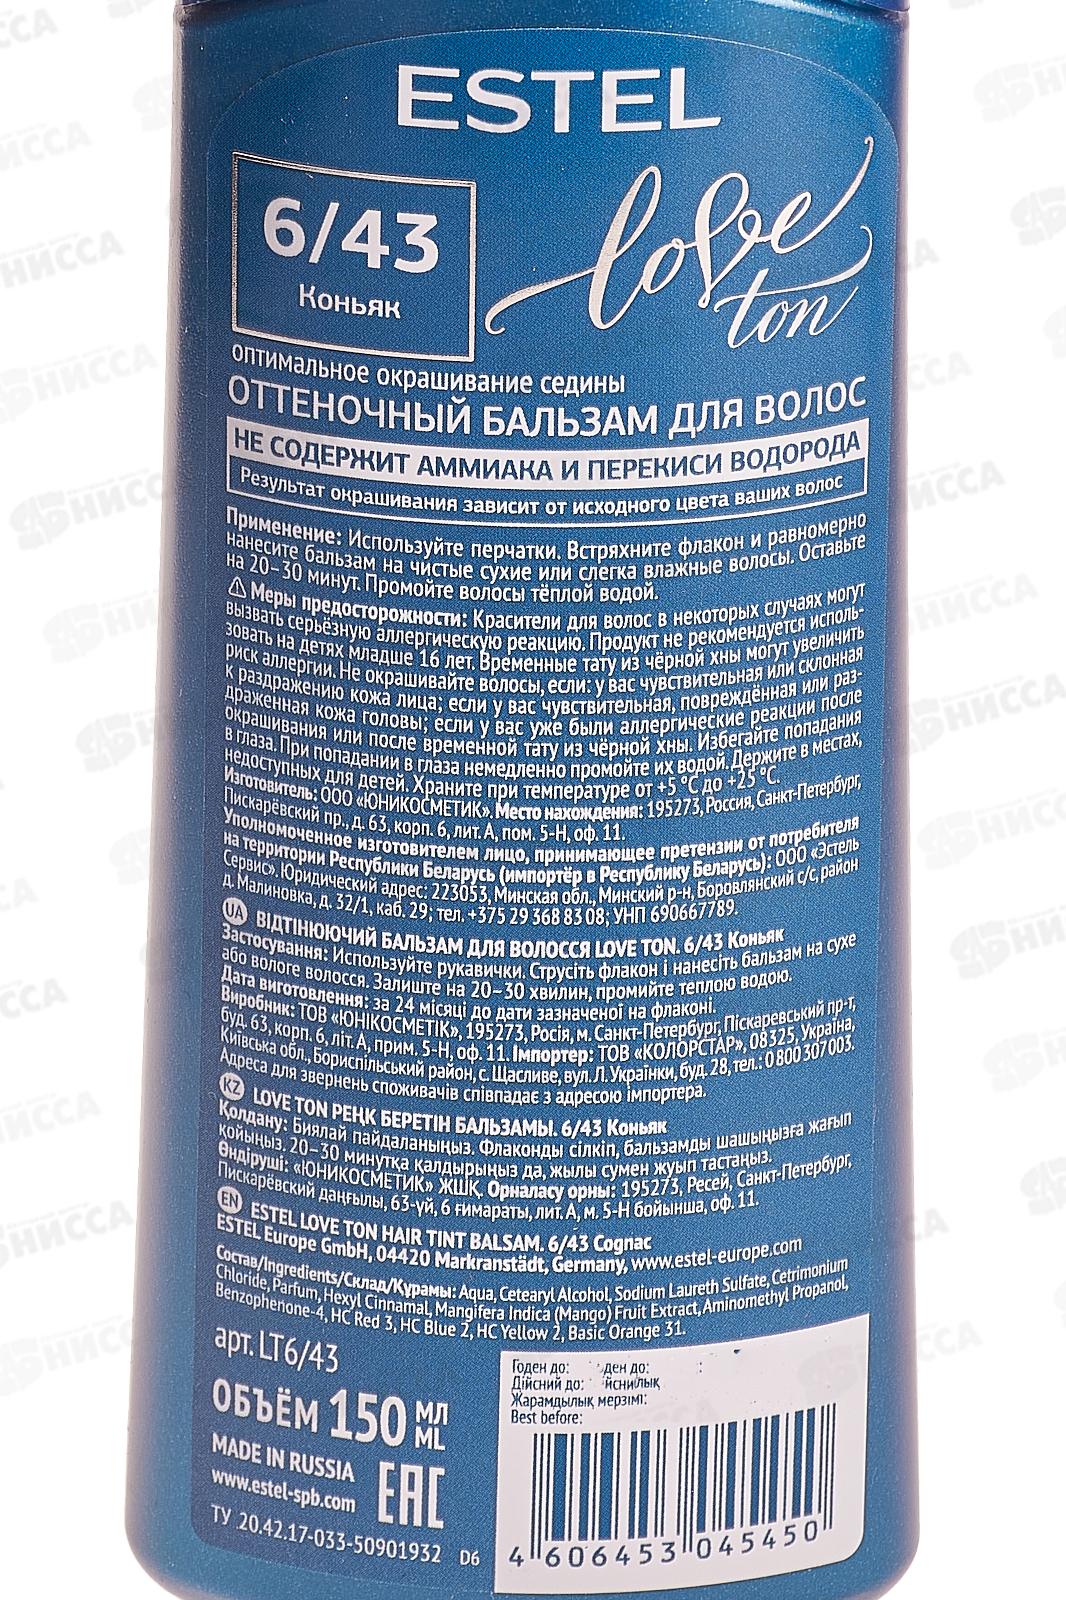 ESTEL
6/43
Коньяк
love
ton
оптимальное окрашивание седины
ОТТЕНОЧНЫЙ БАЛЬЗАМ ДЛЯ ВОЛОС
НЕ СОДЕРЖИТ АММИАКА И ПЕРЕКИСИ ВОДОРОДА
Результат окрашивания зависит от исходного цвета ваших волос
Применение: Используйте перчатки. Встряхните флакон и равномерно
нанесите бальзам на чистые сухие или слегка влажные волосы. Оставьте
на 20–30 минут. Промойте волосы тёплой водой.
Меры предосторожности: Красители для волос в некоторых случаях могут
вызвать серьёзную аллергическую реакцию. Продукт не рекомендуется исполь-
зовать на детях младше 16 лет. Временные тату из чёрной хны могут увеличить
риск аллергии. Не окрашивайте волосы, если: у вас чувствительная или склонная
к раздражению кожа лица; если у вас чувствительная, повреждённая или раз-
драженная кожа головы; если у вас уже были аллергические реакции после
окрашивания или после временной тату из чёрной хны. Избегайте попадания
в глаза. При попадании в глаза немедленно промойте их водой. Держите в местах,
недоступных для детей. Храните при температуре от +5 °С до +25 °С.
Изготовитель: ООО «ЮНИКОСМЕТИК». Место нахождения: 195273, Россия, Санкт-Петербург,
Пискарёвский пр., д. 63, корп. 6, лит. А, пом. 5-Н, оф. 11.
Уполномоченное изготовителем лицо, принимающее претензии от потребителя
на территории Республики Беларусь (импортёр в Республику Беларусь): ООО «Эстель
Сервис». Юридический адрес: 223053, Минская обл., Минский р-н, Боровлянский с/с, район
д. Малиновка, д. 32/1, каб. 29; тел. +375 29 368 83 08; УНП 690667789.
UA ВІДТІНЮЮЧИЙ БАЛЬЗАМ ДЛЯ ВОЛОССЯ LOVE TON. 6/43 Коньяк
Застосування: Используйте рукавички. Струсіть флакон і нанесіть бальзам на сухе
або вологе волосся. Залиште на 20–30 хвилин, промийте теплою водою.
Дата виготовлення: за 24 місяці до дати зазначеної на флаконі.
Виробник: ТОВ «ЮНІКОСМЕТІК», 195273, Росія, м. Санкт-Петербург, Піскаревський пр-т,
буд. 63, корп. 6, літ. А, прим. 5-Н, оф. 11. Імпортер: ТОВ «КОЛОРСТАР», 08325, Україна,
Київська обл., Бориспільський район, с. Щасливе, вул. Л. Українки, буд. 28, тел.: 0 800 307 003.
Адреса для звернень споживачів співпадає з адресою імпортера.
KZ LOVE TON РЕҢК БЕРЕТІН БАЛЬЗАМЫ. 6/43 Коньяк
Қолдану: Биялай пайдаланыңыз. Флаконды сілкіп, бальзамды шашыңызға жағып
қойыңыз. 20–30 минутқа қалдырыңыз да, жылы сумен жуып тастаңыз.
Өндіруші: «ЮНИКОСМЕТИК» ЖШҚ. Орналасу орны: 195273, Ресей, Санкт-Петербург,
Пискарёвский даңғылы, 63-үй, 6 ғимараты, лит. А, м. 5-Н бойынша, оф. 11.
EN ESTEL LOVE TON HAIR TINT BALSAM. 6/43 Cognac
ESTEL Europe GmbH, 04420 Markranstädt, Germany, www.estel-europe.com
Состав/Ingredients/Склад/Құрамы: Aqua, Cetearyl Alcohol, Sodium Laureth Sulfate, Cetrimonium
Chloride, Parfum, Hexyl Cinnamal, Mangifera Indica (Mango) Fruit Extract, Aminomethyl Propanol,
Benzophenone-4, HC Red 3, HC Blue 2, HC Yellow 2, Basic Orange 31.
арт. LT6/43
ОБЪЁМ 150 МЛ ML
MADE IN RUSSIA
www.estel-spb.com
EAC
ТУ 20.42.17-033-50901932 D6
Годен до: ден до: :
Дійсний до: йснилық
Жарамдылық мерзімі:
Best before:
4 606453 045450
НИССА